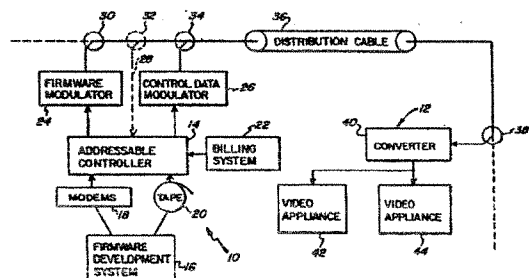 30
32
34
36
DISTRIBUTION CABLE
28
FIRMWARE
MODULATOR
24
CONTROL DATA
MODULATOR
26
14
22
ADDRESSABLE
CONTROLLER
BILLING
SYSTEM
12
40
CONVERTER
38
MODEMS
18
TAPE
20
10
VIDEO
APPLIANCE
42
VIDEO
APPLIANCE
44
FIRMWARE
DEVELOPMENT
SYSTEM
16